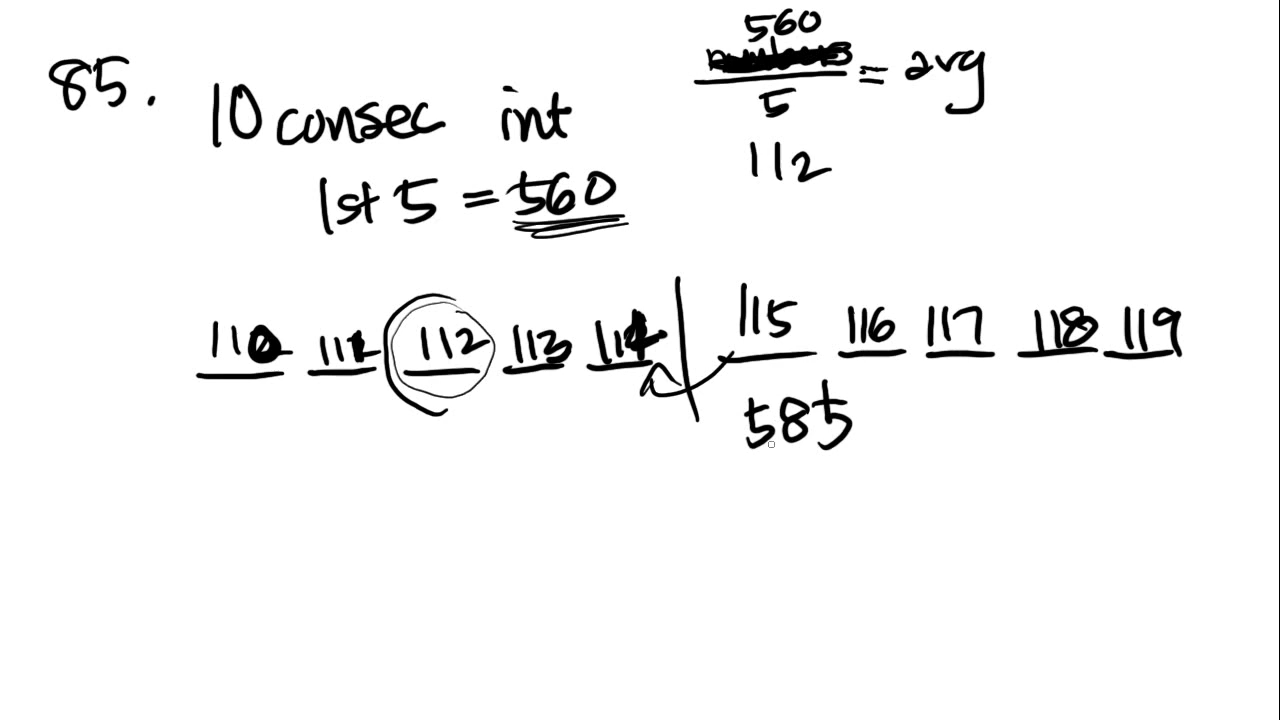 85.
10 consec int
1st 5 = 560
560
5
= avg
112
110 111 112 113 114 115 116 117 118 119
585